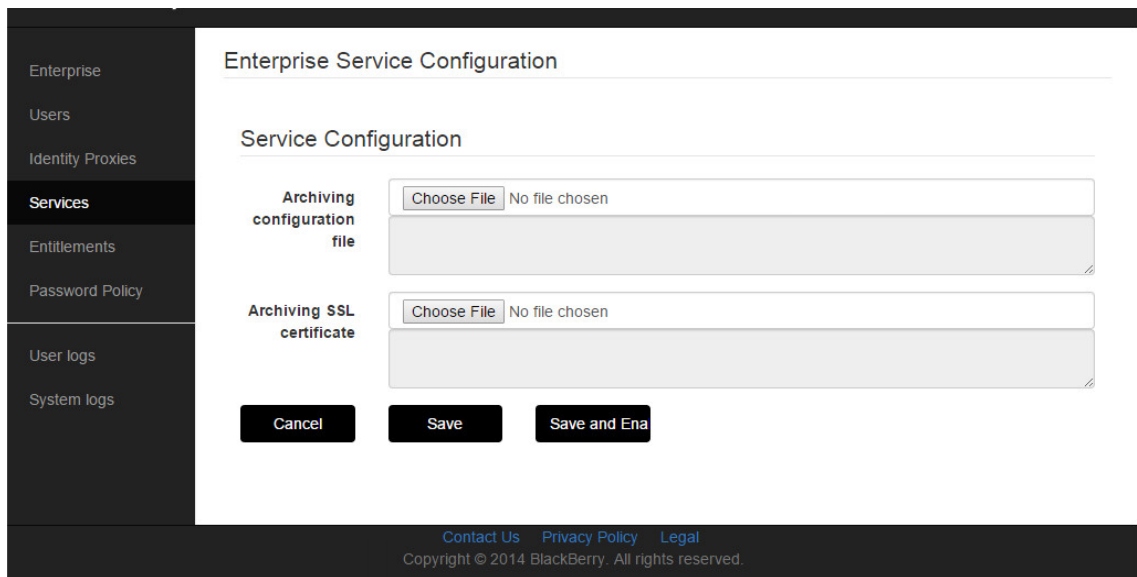 Enterprise
Users
Identity Proxies
Services
Entitlements
Password Policy
User logs
System logs
Enterprise Service Configuration
Service Configuration
Archiving
configuration
file
Choose File No file chosen
Archiving SSL
certificate
Choose File No file chosen
Cancel
Save
Save and Ena
Contact Us Privacy Policy Legal
Copyright © 2014 BlackBerry. All rights reserved.